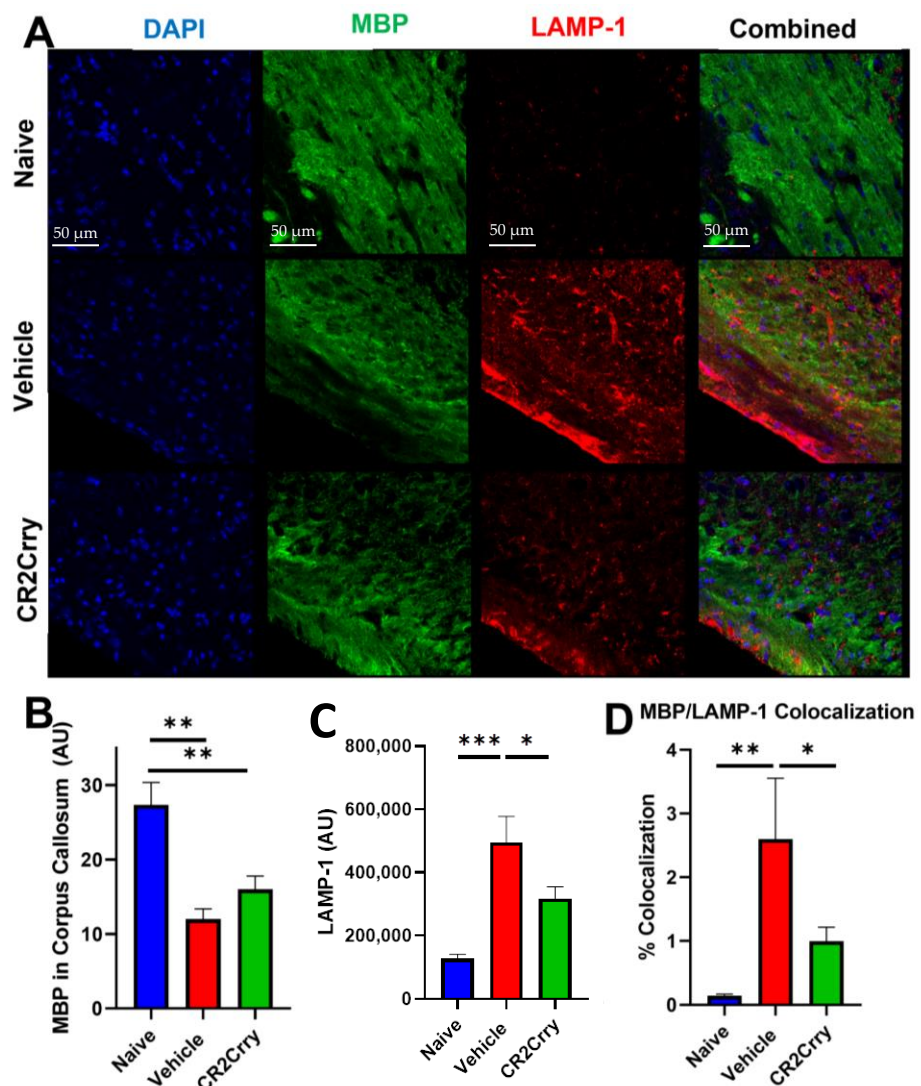 A
DAPI MBP LAMP-1 Combined
Naive
50 µm 50 µm 50 µm 50 µm
Vehicle
CR2Crry
B
** 
**
MBP in Corpus Callosum (AU)
30
20
10
0
Naive Vehicle CR2Crry
C
*** *
LAMP-1 (AU)
800,000
600,000
400,000
200,000
0
Naive Vehicle CR2Crry
D MBP/LAMP-1 Colocalization
** *
% Colocalization
4
3
2
1
0
Naive Vehicle CR2Crry